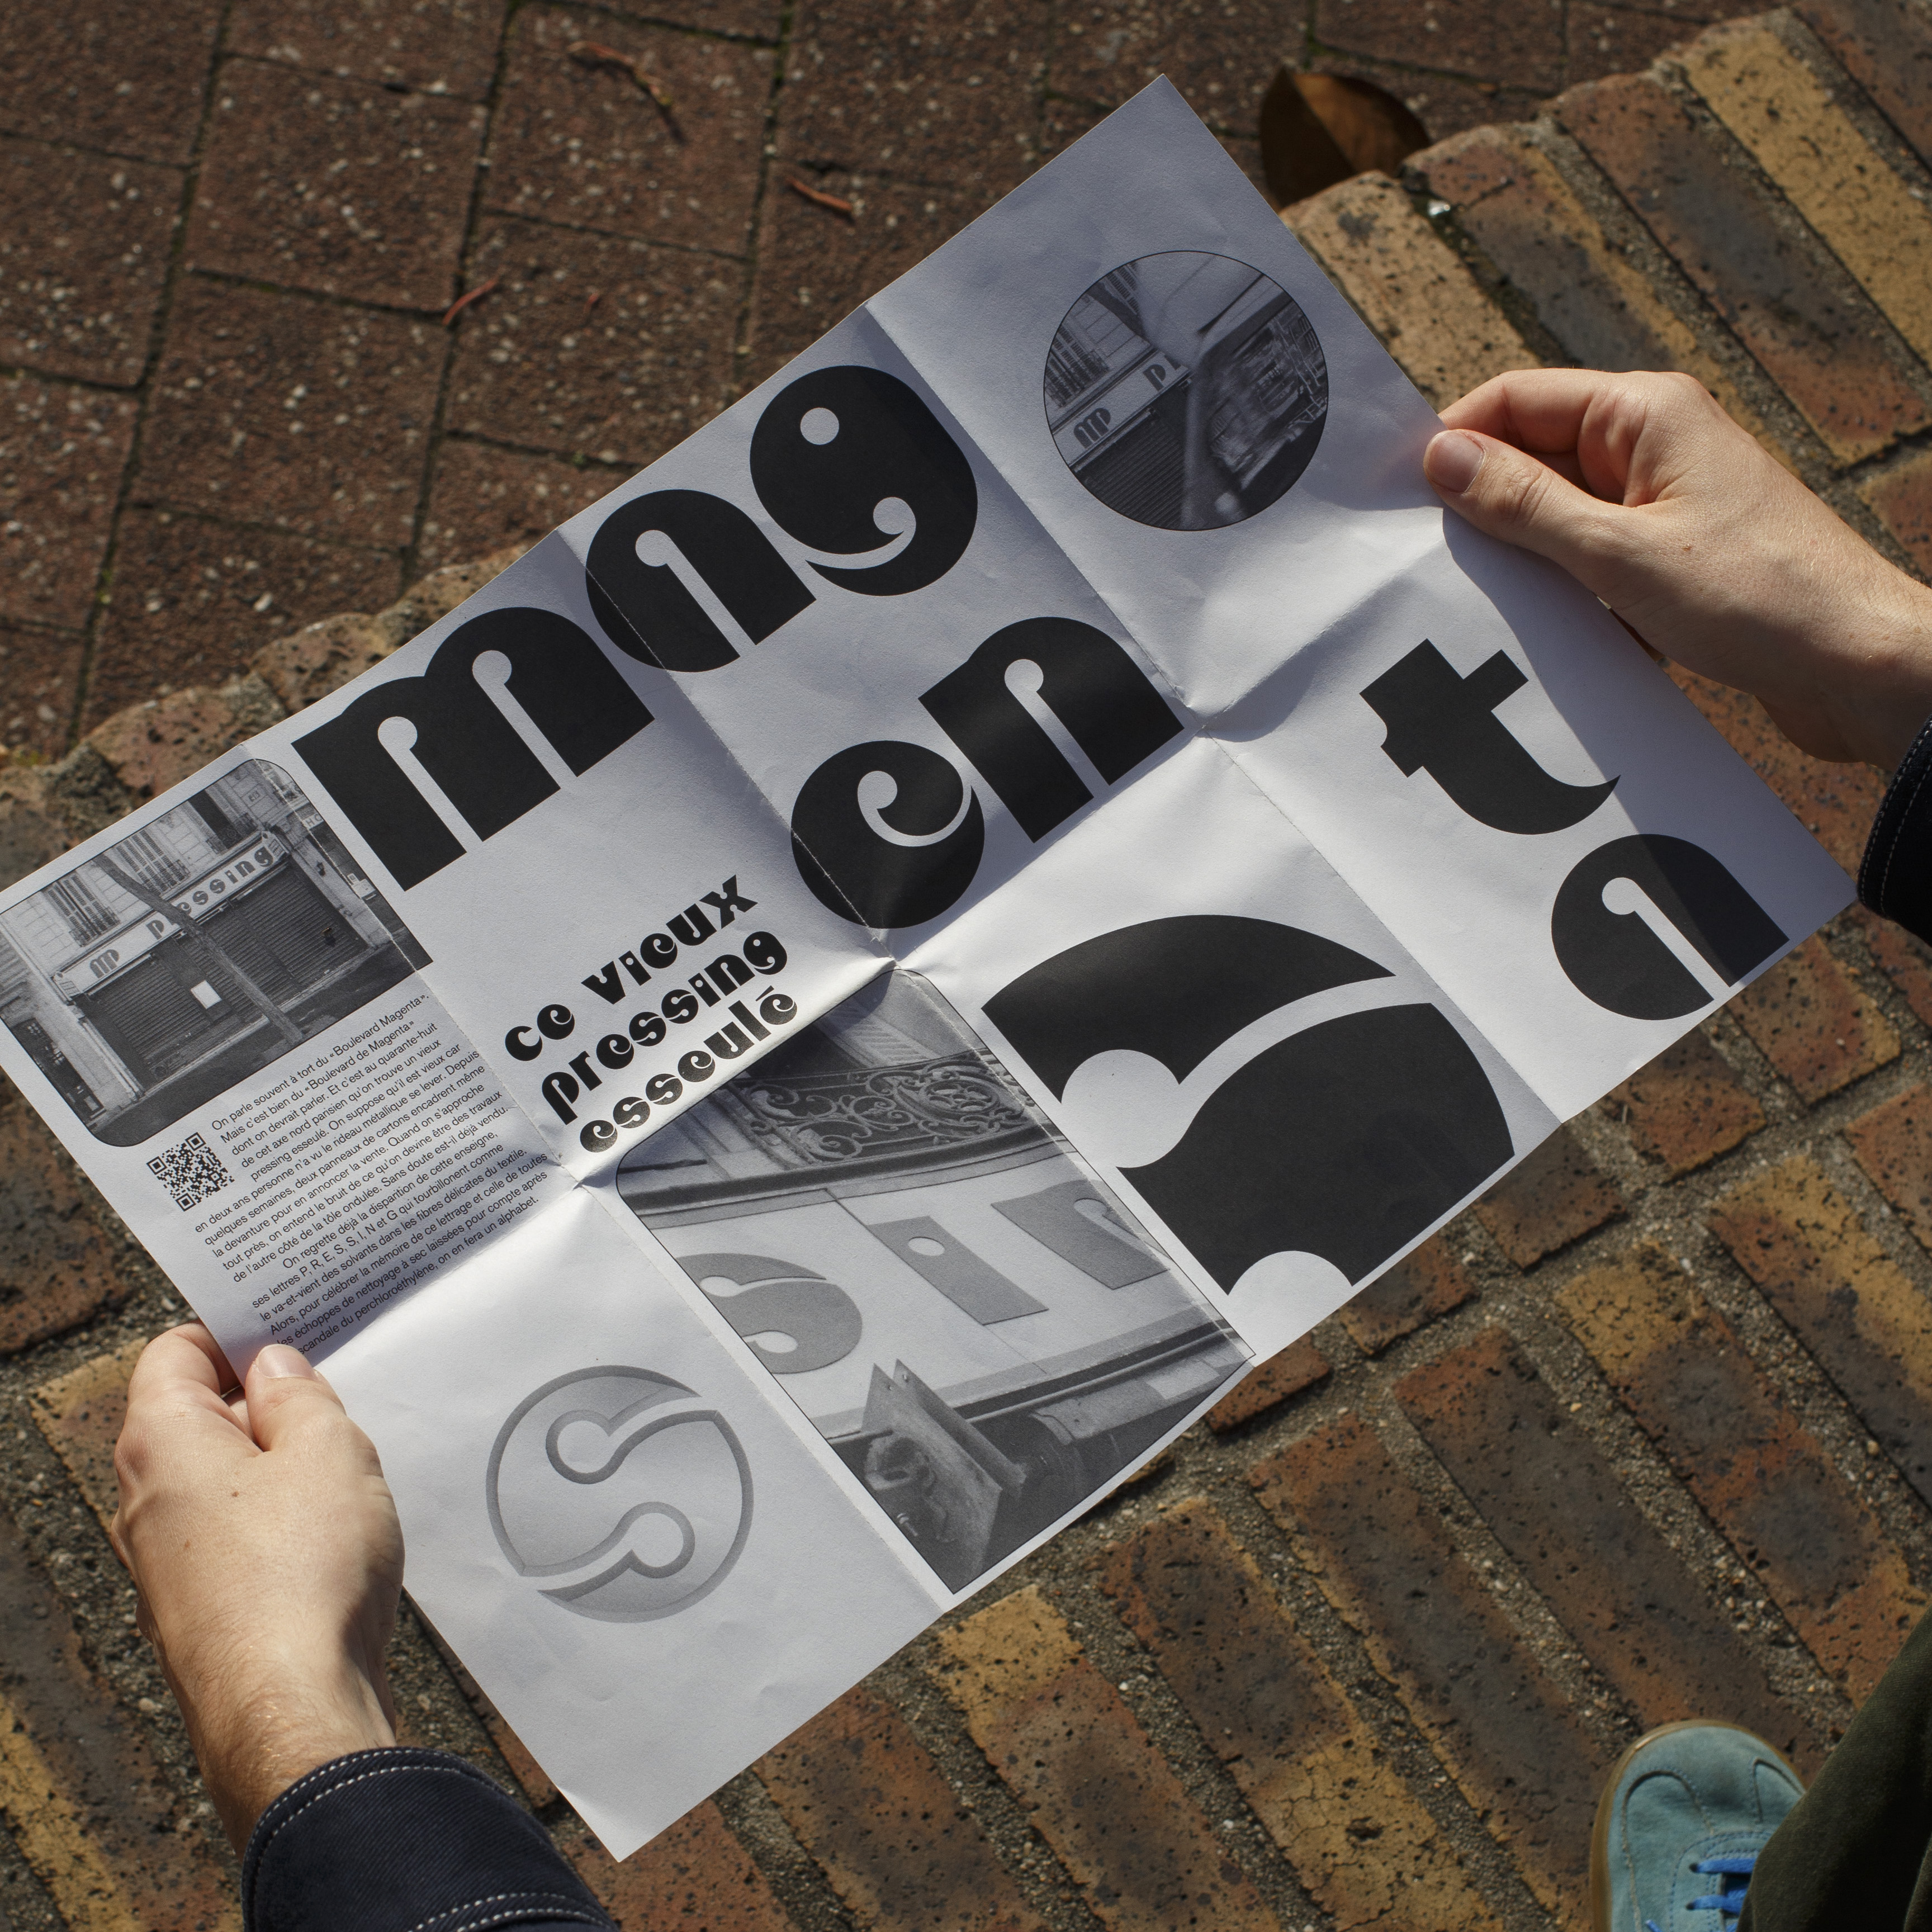 mag
en
ta
ce vieux
pressing
esseulé
MP Pressing
On parle souvent à tort du « Boulevard Magenta ».
Mais c'est bien du « Boulevard de Magenta »
dont on devrait parler. Et c'est au quarante-huit
de cet axe nord parisien qu'on trouve un vieux
pressing esseulé. On suppose qu'il est vieux car
en deux ans personne n'a vu le rideau métallique se lever. Depuis
quelques semaines, deux panneaux de cartons encadrent même
la devanture pour en annoncer la vente. Quand on s'approche
tout près, on entend le bruit de ce qu'on devine être des travaux
de l'autre côté de la tôle ondulée. Sans doute est-il déjà vendu.
On regrette déjà la disparition de cette enseigne,
ses lettres P, R, E, S, S, I, N et G qui tourbillonent comme
le va-et-vient des solvants dans les fibres délicates du textile.
Alors, pour célébrer la mémoire de ce lettrage et celle de toutes
les échoppes de nettoyage à sec laissées pour compte après
scandale du perchloroéthylène, on en fera un alphabet.
MP
S I
S
s